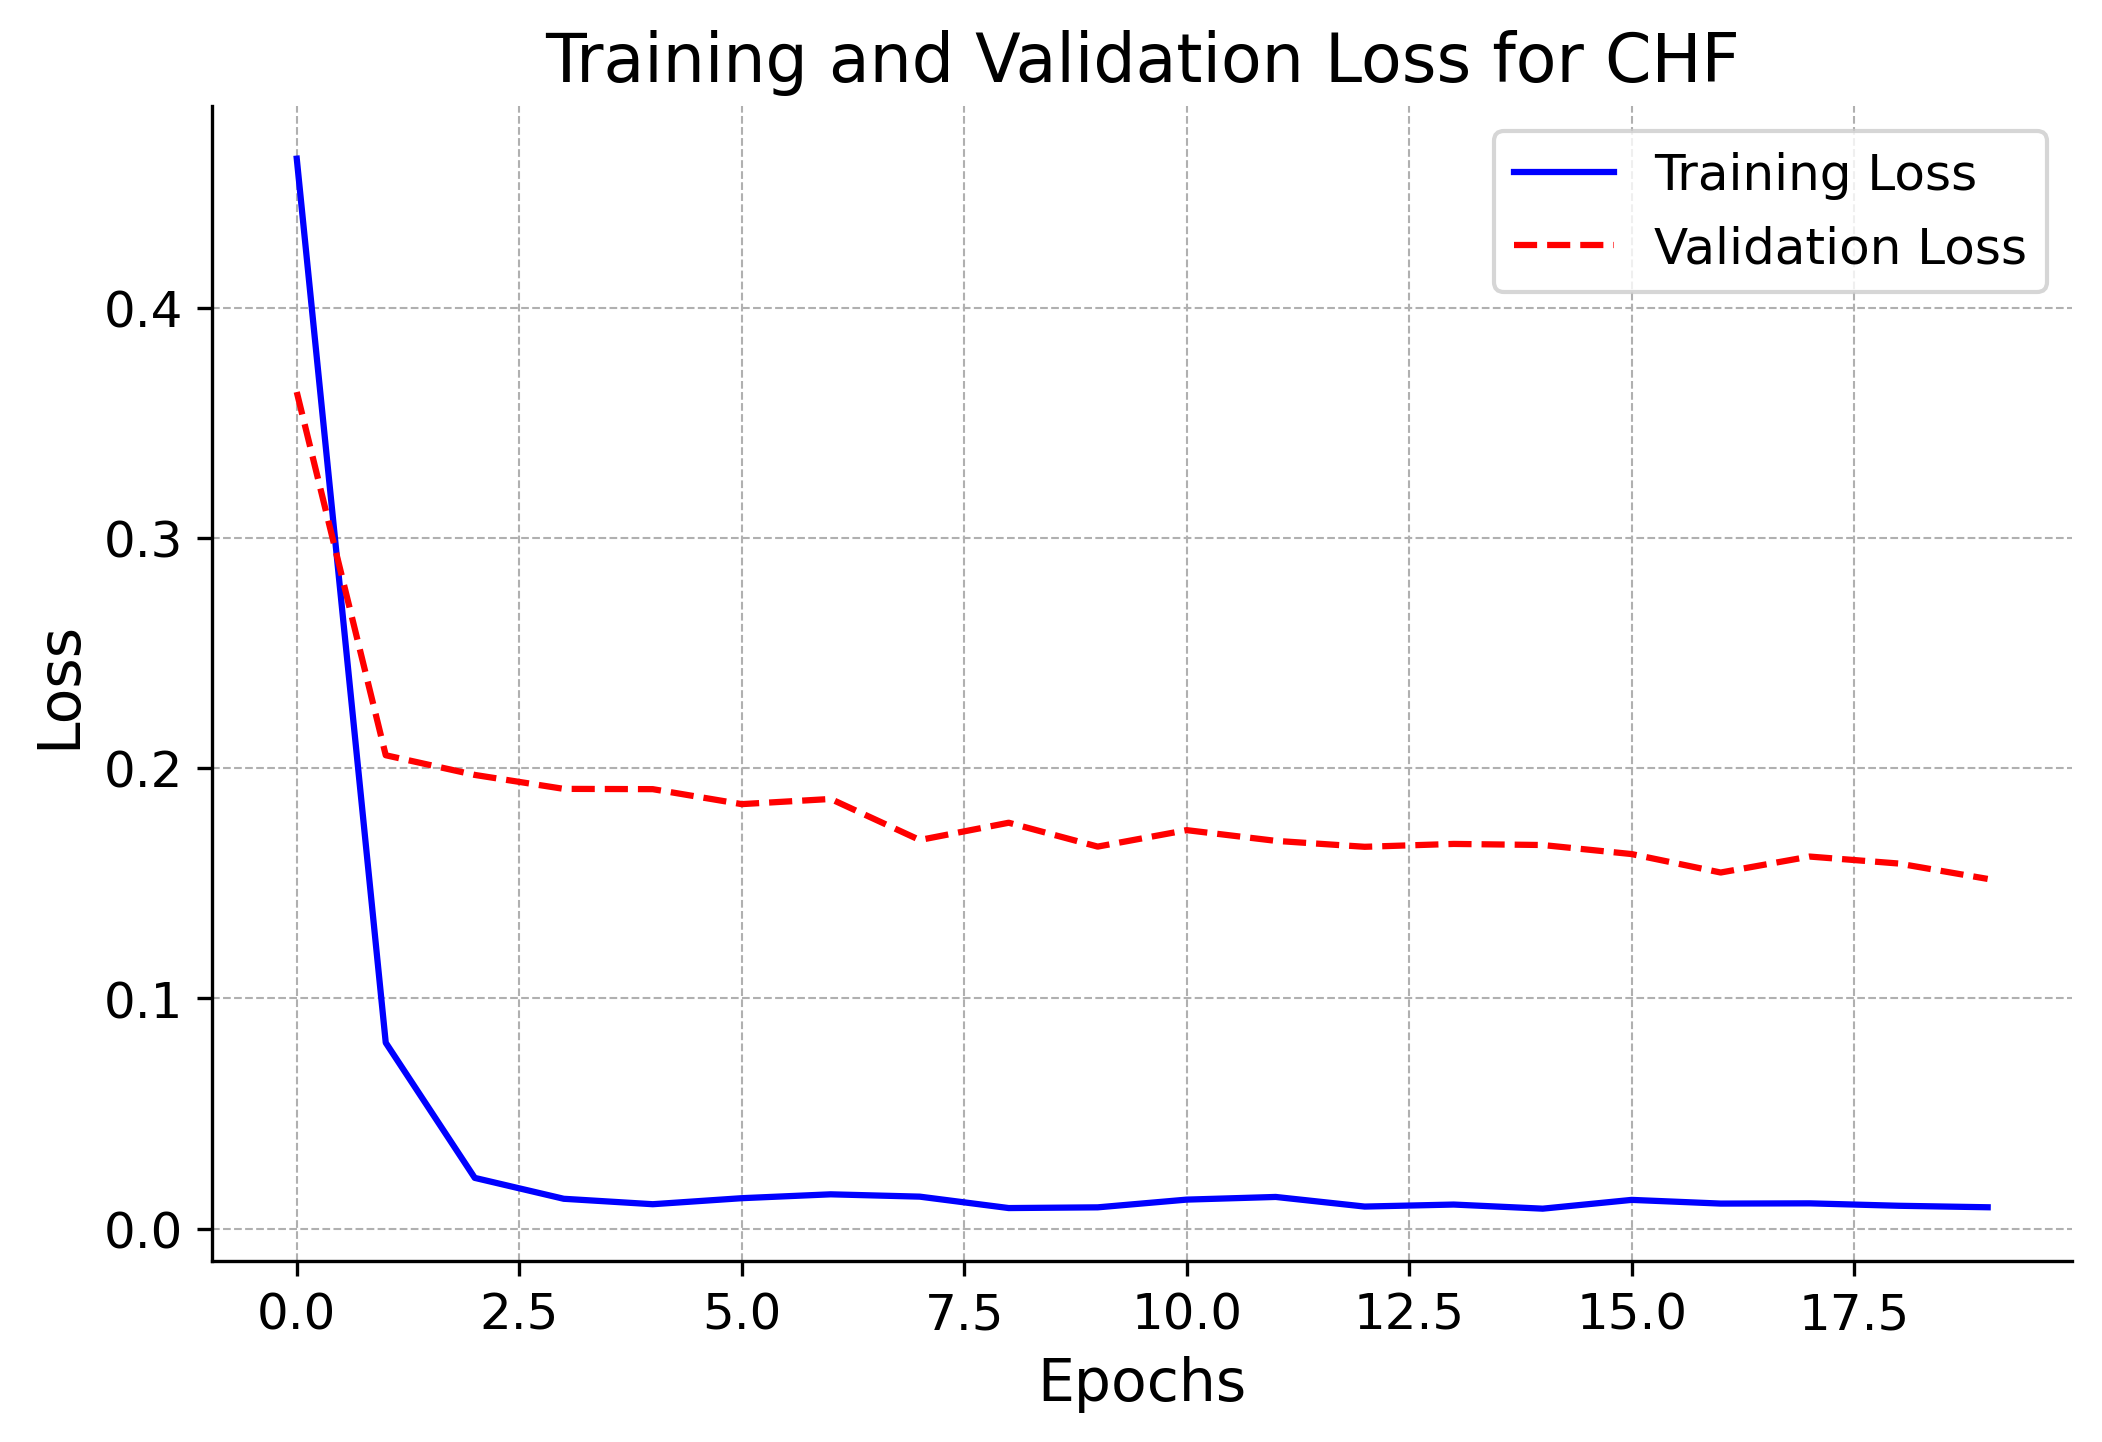 Training and Validation Loss for CHF
Training Loss
Validation Loss
0.4
0.3
0.2
0.1
0.0
Loss
0.0 2.5 5.0 7.5 10.0 12.5 15.0 17.5
Epochs